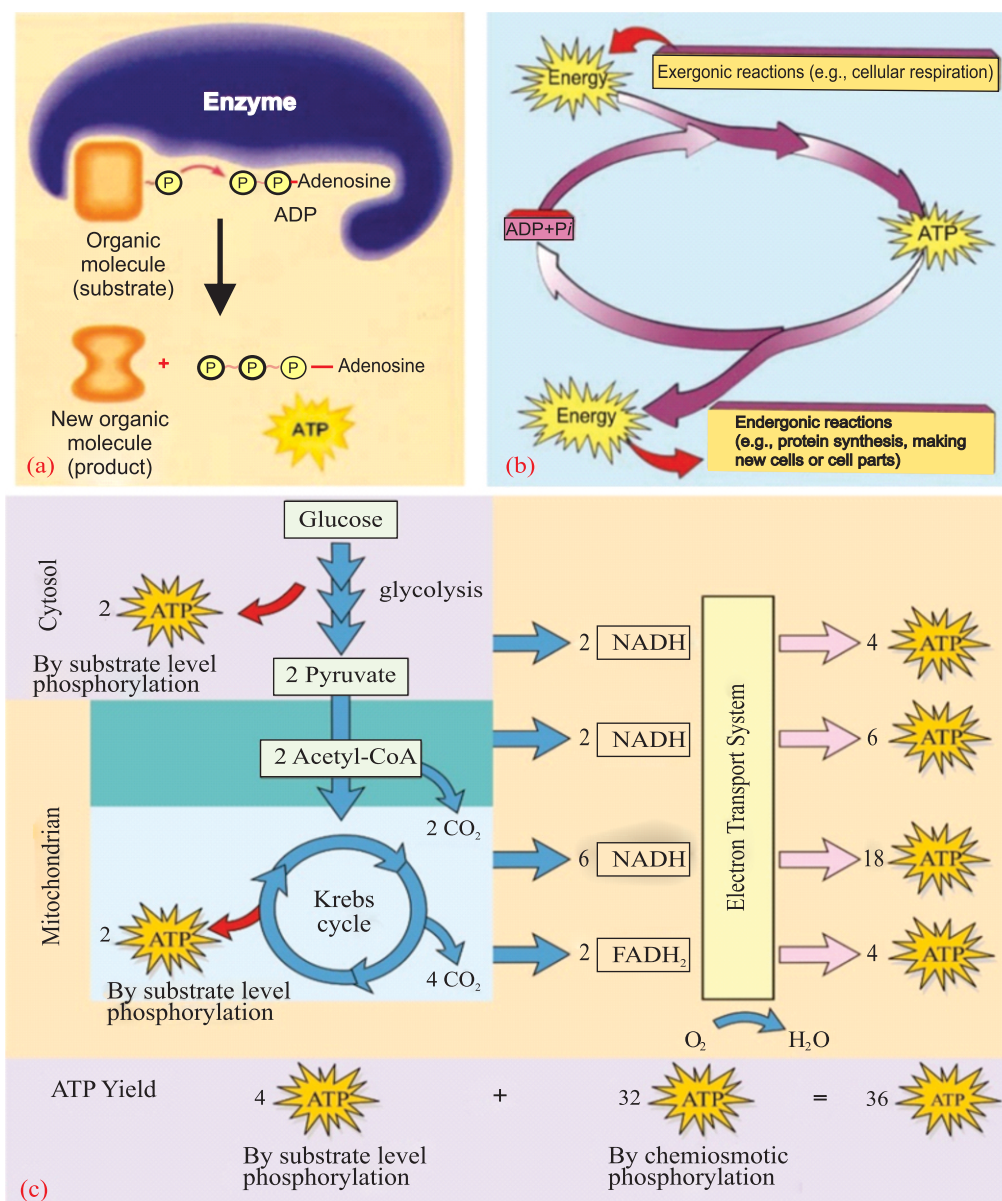 Enzyme
P
P
P
Adenosine
ADP
Organic
molecule
(substrate)
+
P
P
P
Adenosine
New organic
molecule
(product)
ATP
(a)
Energy
Exergonic reactions (e.g., cellular respiration)
ADP+Pi
ATP
Energy
Endergonic reactions
(e.g., protein synthesis, making
new cells or cell parts)
(b)
Glucose
glycolysis
Cytosol
2 ATP
By substrate level
phosphorylation
2 Pyruvate
2 NADH
4 ATP
2 Acetyl-CoA
2 NADH
6 ATP
2 CO₂
Mitochondrian
Krebs
cycle
2 ATP
By substrate level
phosphorylation
4 CO₂
6 NADH
18 ATP
2 FADH₂
4 ATP
Electron Transport System
O₂
H₂O
ATP Yield
4 ATP + 32 ATP = 36 ATP
By substrate level
phosphorylation
By chemiosmotic
phosphorylation
(c)